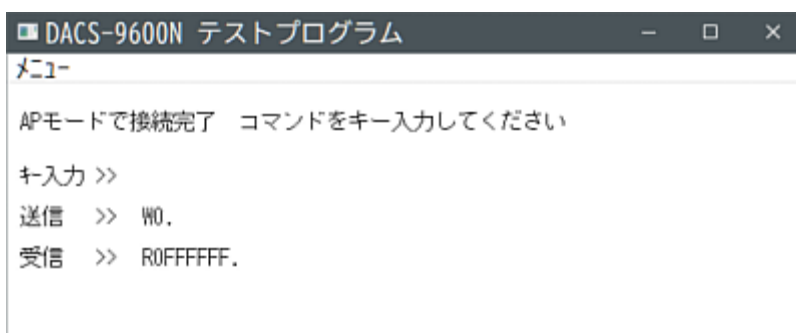 DACS-9600N テストプログラム
メニュー
APモードで接続完了　コマンドをキー入力してください
キー入力 >>
送信　>>　W0.
受信　>>　R0FFFFFF.